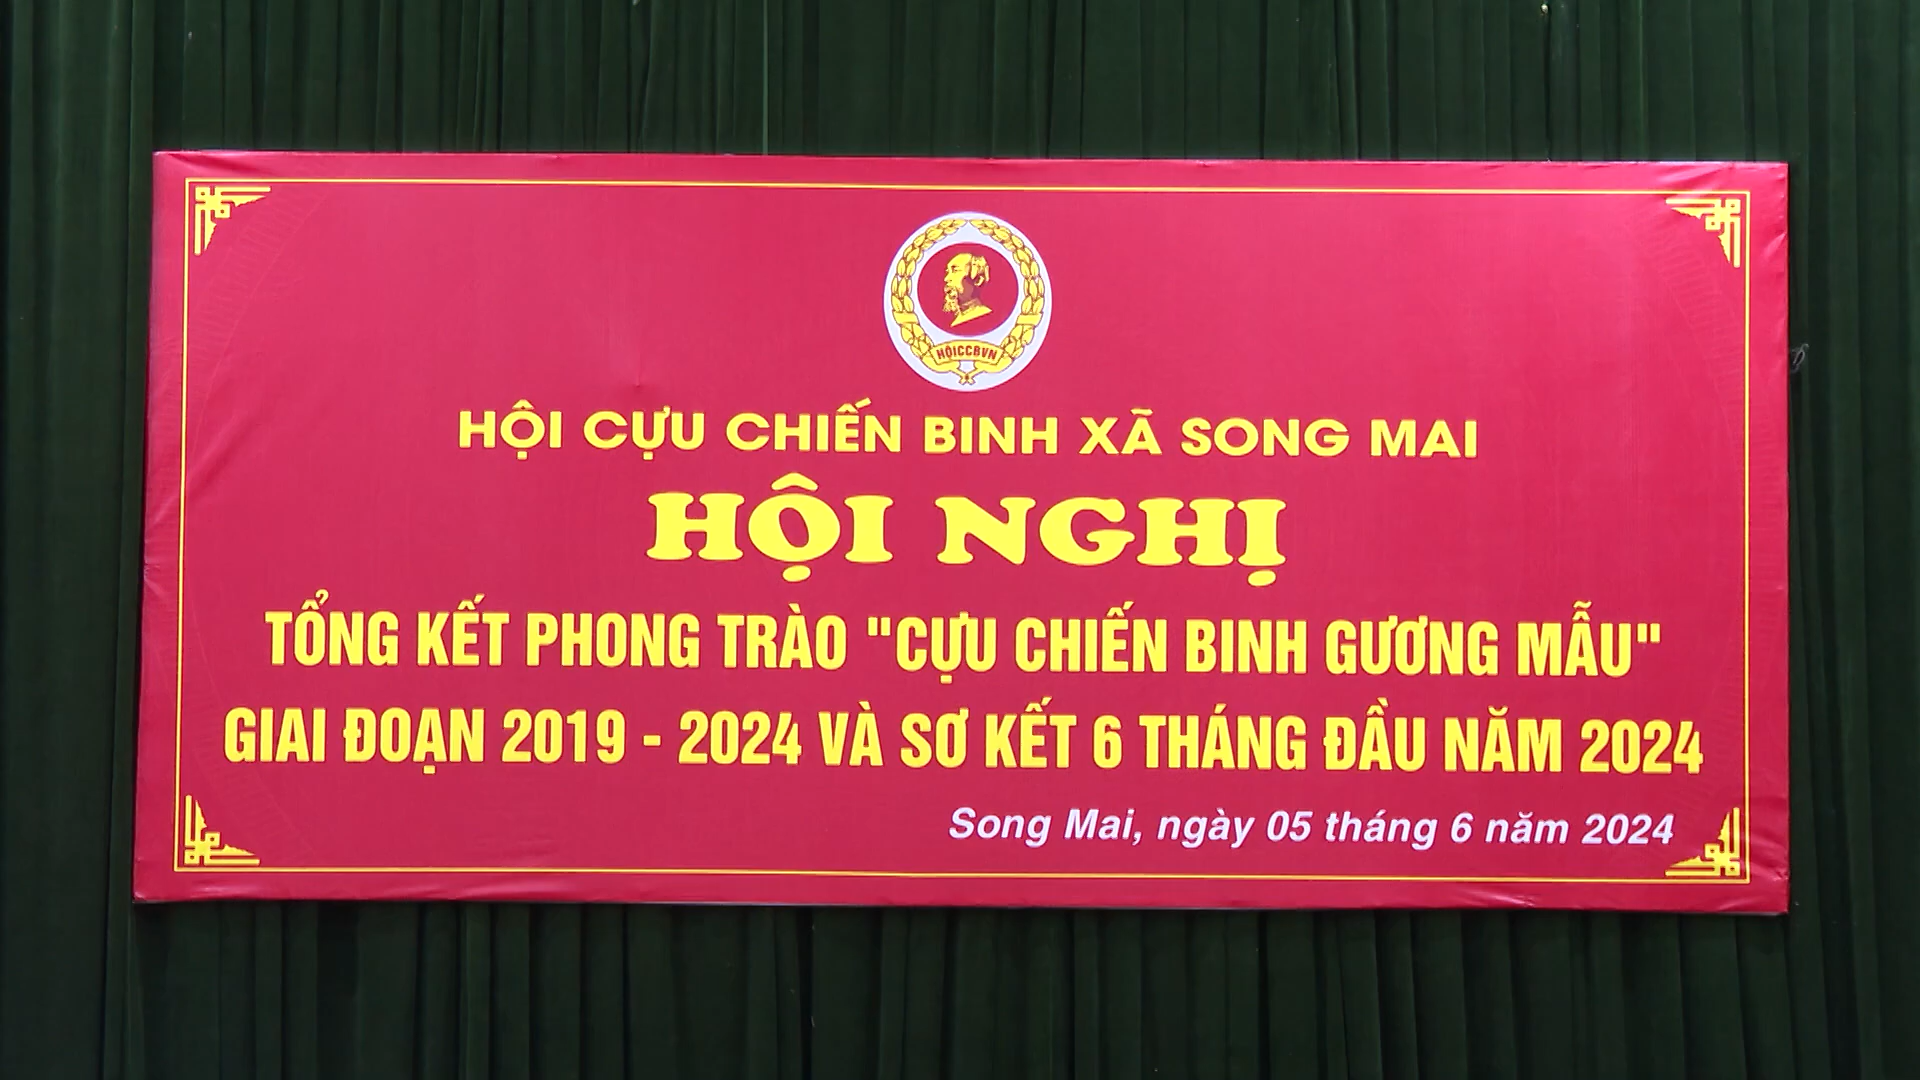 HỘI CCBVN
HỘI CỰU CHIẾN BINH XÃ SONG MAI
HỘI NGHỊ
TỔNG KẾT PHONG TRÀO "CỰU CHIẾN BINH GƯƠNG MẪU"
GIAI ĐOẠN 2019 - 2024 VÀ SƠ KẾT 6 THÁNG ĐẦU NĂM 2024
Song Mai, ngày 05 tháng 6 năm 2024